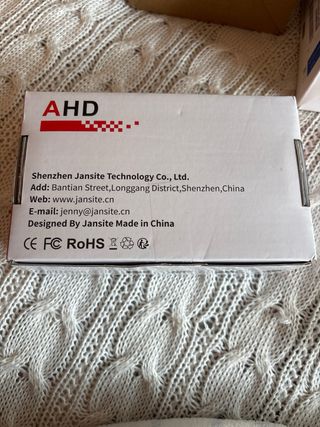 AHD
Shenzhen Jansite Technology Co., Ltd.
Add: Bantian Street,Longgang District,Shenzhen,China
Web: www.jansite.cn
E-mail: jenny@jansite.cn
Designed By Jansite Made in China
CE FC RoHS